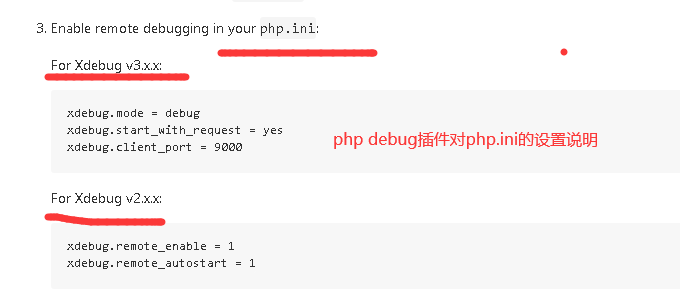 3. Enable remote debugging in your php.ini:
For Xdebug v3.x.x:
xdebug.mode = debug
xdebug.start_with_request = yes
xdebug.client_port = 9000
php debug插件对php.ini的设置说明
For Xdebug v2.x.x:
xdebug.remote_enable = 1
xdebug.remote_autostart = 1